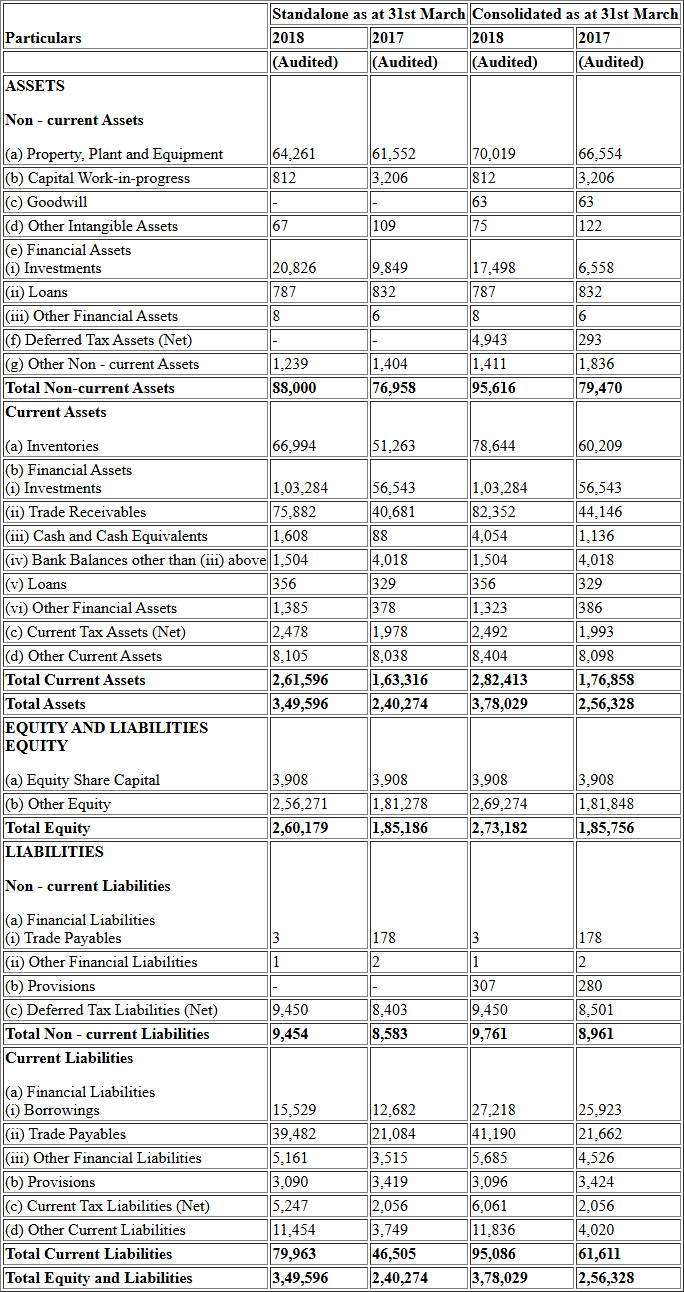 Standalone as at 31st March Consolidated as at 31st March
Particulars 2018 2017 2018 2017
(Audited) (Audited) (Audited) (Audited)
ASSETS
Non - current Assets
(a) Property, Plant and Equipment 64,261 61,552 70,019 66,554
(b) Capital Work-in-progress 812 3,206 812 3,206
(c) Goodwill - - 63 63
(d) Other Intangible Assets 67 109 75 122
(e) Financial Assets
(i) Investments 20,826 9,849 17,498 6,558
(ii) Loans 787 832 787 832
(iii) Other Financial Assets 8 6 8 6
(f) Deferred Tax Assets (Net) - - 4,943 293
(g) Other Non - current Assets 1,239 1,404 1,411 1,836
Total Non-current Assets 88,000 76,958 95,616 79,470
Current Assets
(a) Inventories 66,994 51,263 78,644 60,209
(b) Financial Assets
(i) Investments 1,03,284 56,543 1,03,284 56,543
(ii) Trade Receivables 75,882 40,681 82,352 44,146
(iii) Cash and Cash Equivalents 1,608 88 4,054 1,136
(iv) Bank Balances other than (iii) above 1,504 4,018 1,504 4,018
(v) Loans 356 329 356 329
(vi) Other Financial Assets 1,385 378 1,323 386
(c) Current Tax Assets (Net) 2,478 1,978 2,492 1,993
(d) Other Current Assets 8,105 8,038 8,404 8,098
Total Current Assets 2,61,596 1,63,316 2,82,413 1,76,858
Total Assets 3,49,596 2,40,274 3,78,029 2,56,328
EQUITY AND LIABILITIES
EQUITY
(a) Equity Share Capital 3,908 3,908 3,908 3,908
(b) Other Equity 2,56,271 1,81,278 2,69,274 1,81,848
Total Equity 2,60,179 1,85,186 2,73,182 1,85,756
LIABILITIES
Non - current Liabilities
(a) Financial Liabilities
(i) Trade Payables 3 178 3 178
(ii) Other Financial Liabilities 1 2 1 2
(b) Provisions - - 307 280
(c) Deferred Tax Liabilities (Net) 9,450 8,403 9,450 8,501
Total Non - current Liabilities 9,454 8,583 9,761 8,961
Current Liabilities
(a) Financial Liabilities
(i) Borrowings 15,529 12,682 27,218 25,923
(ii) Trade Payables 39,482 21,084 41,190 21,662
(iii) Other Financial Liabilities 5,161 3,515 5,685 4,526
(b) Provisions 3,090 3,419 3,096 3,424
(c) Current Tax Liabilities (Net) 5,247 2,056 6,061 2,056
(d) Other Current Liabilities 11,454 3,749 11,836 4,020
Total Current Liabilities 79,963 46,505 95,086 61,611
Total Equity and Liabilities 3,49,596 2,40,274 3,78,029 2,56,328